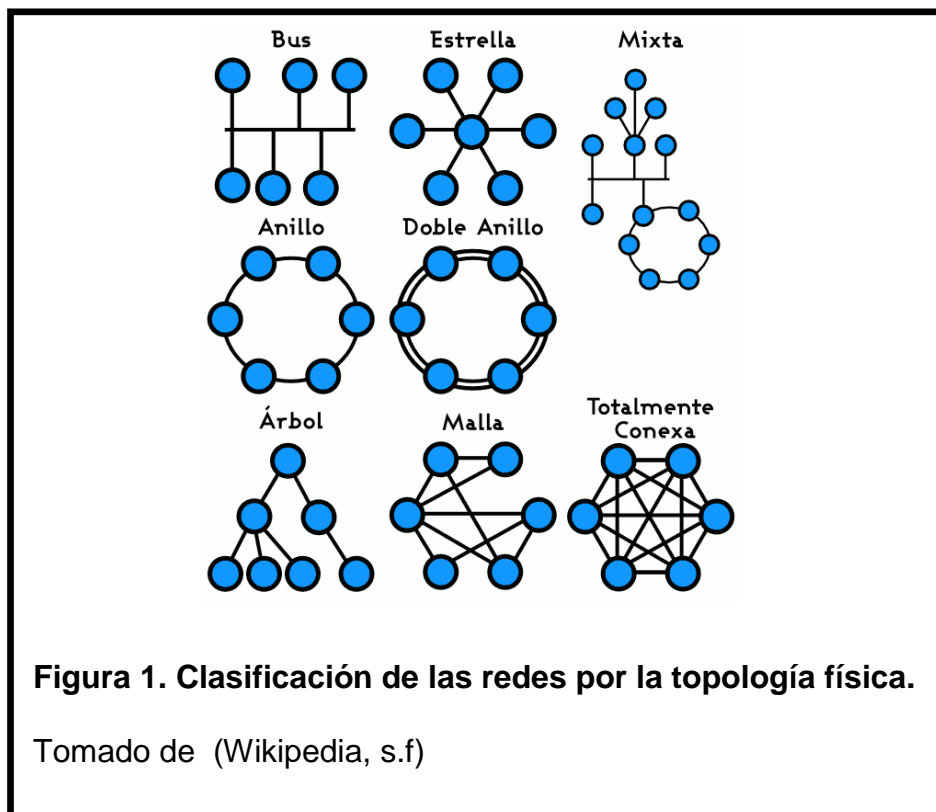 Bus
Estrella
Mixta
Anillo
Doble Anillo
Árbol
Malla
Totalmente
Conexa
Figura 1. Clasificación de las redes por la topología física.
Tomado de  (Wikipedia, s.f)